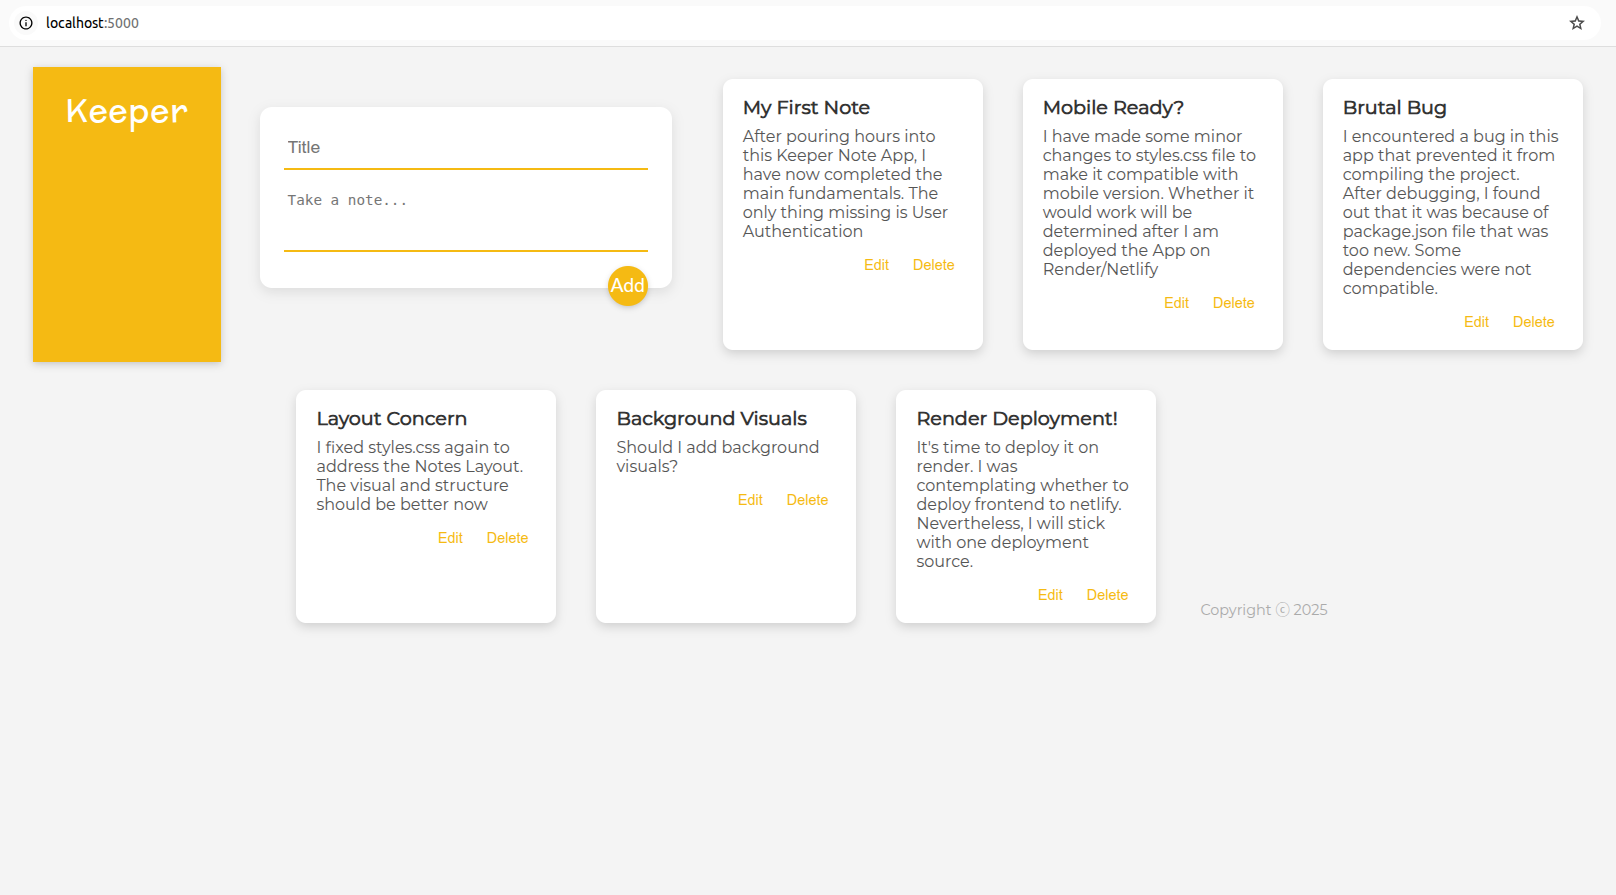 localhost:5000
Keeper
Title
Take a note...
Add
My First Note
After pouring hours into
this Keeper Note App, I
have now completed the
main fundamentals. The
only thing missing is User
Authentication
Edit Delete
Mobile Ready?
I have made some minor
changes to styles.css file to
make it compatible with
mobile version. Whether it
would work will be
determined after I am
deployed the App on
Render/Netlify
Edit Delete
Brutal Bug
I encountered a bug in this
app that prevented it from
compiling the project.
After debugging, I found
out that it was because of
package.json file that was
too new. Some
dependencies were not
compatible.
Edit Delete
Layout Concern
I fixed styles.css again to
address the Notes Layout.
The visual and structure
should be better now
Edit Delete
Background Visuals
Should I add background
visuals?
Edit Delete
Render Deployment!
It's time to deploy it on
render. I was
contemplating whether to
deploy frontend to netlify.
Nevertheless, I will stick
with one deployment
source.
Edit Delete
Copyright ⓒ 2025